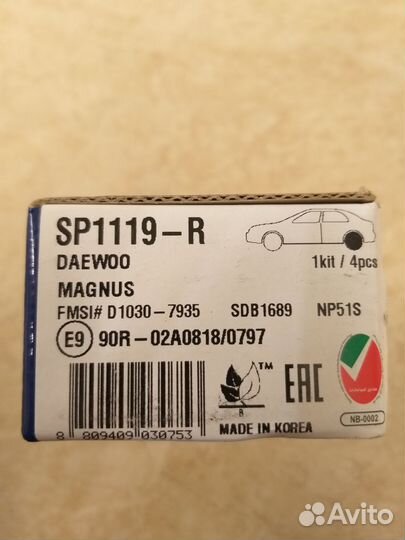 SP1119-R
DAEWOO
1kit / 4pcs
MAGNUS
FMSI# D1030-7935 SDB1689 NP51S
E9 90R-02A0818/0797
TM
EAC
B
NB-0002
8 809409 030753
MADE IN KOREA
Avito